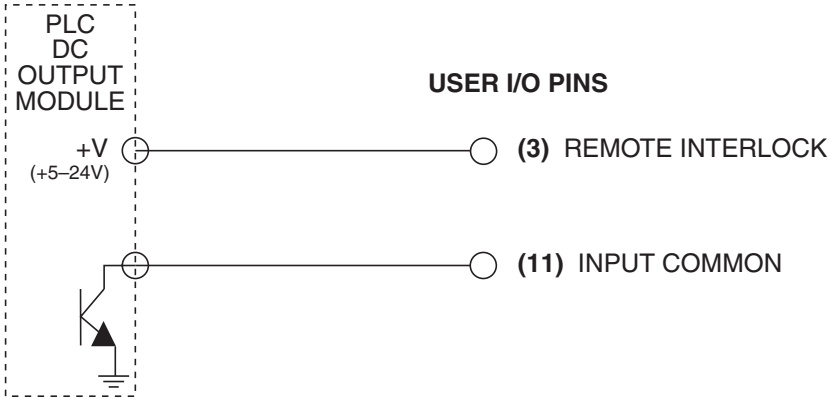 PLC
DC
OUTPUT
MODULE
USER I/O PINS
+V
(+5–24V)
(3) REMOTE INTERLOCK
(11) INPUT COMMON